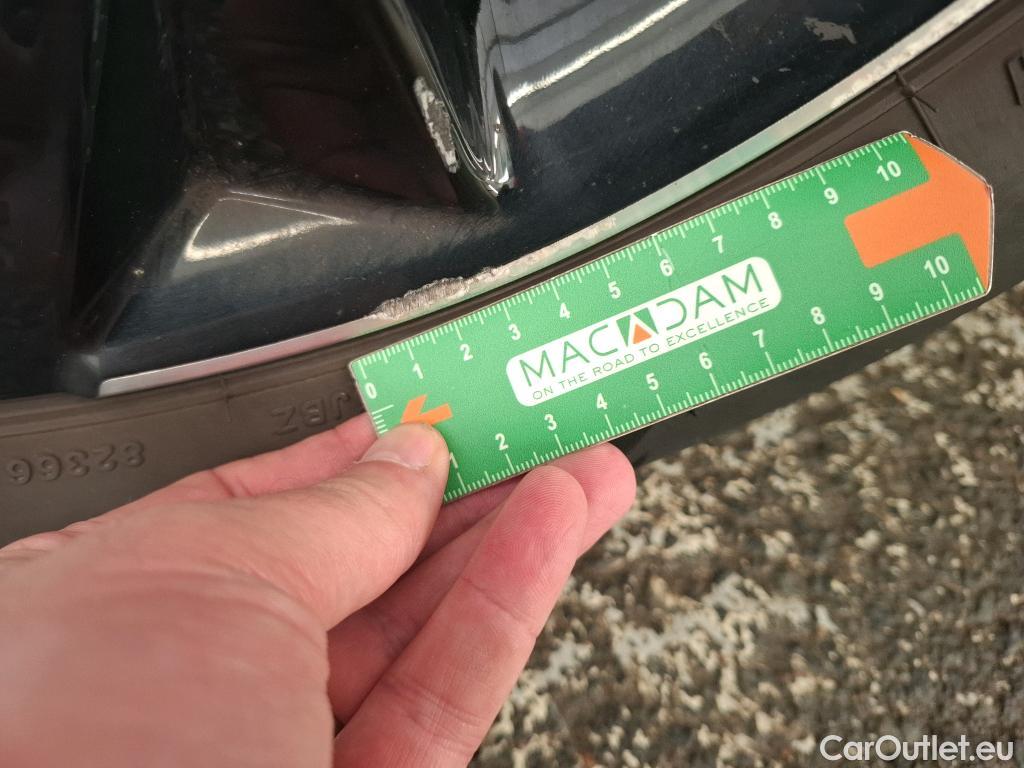 0 1 2 3 4 5 6 7 8 9 10
MACADAM
ON THE ROAD TO EXCELLENCE
1 2 3 4 5 6 7 8 9 10
JBZ
82366
CarOutlet.eu